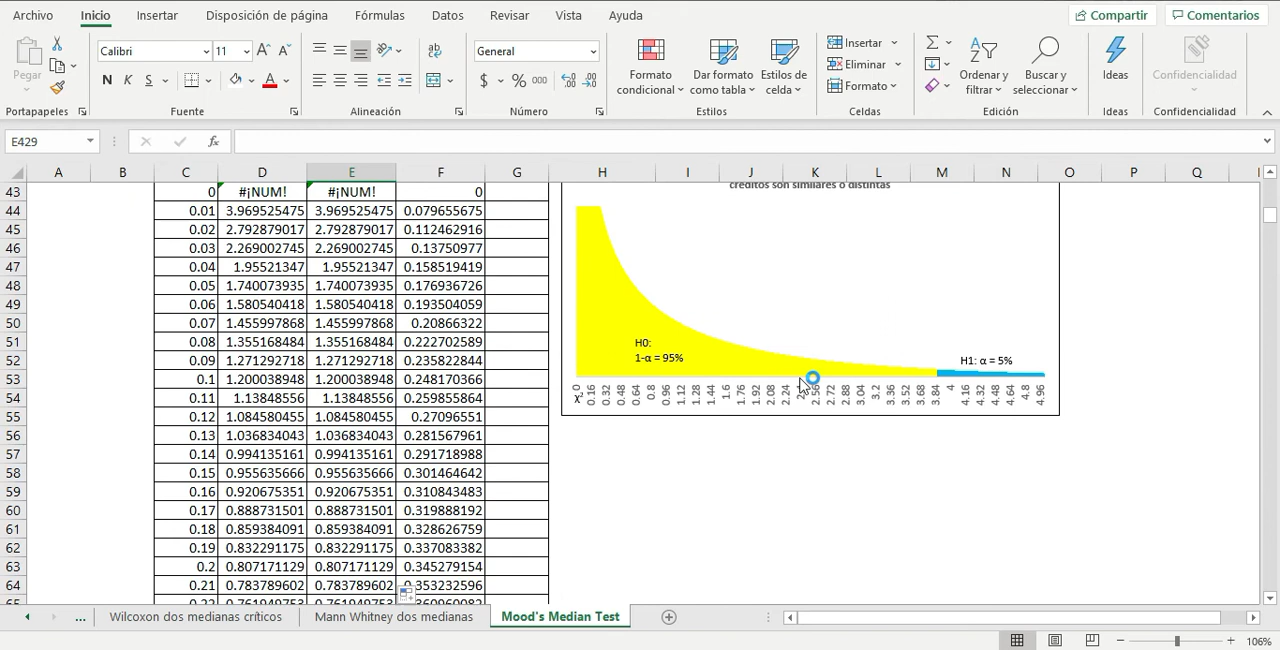 Archivo Inicio Insertar Disposición de página Fórmulas Datos Revisar Vista Ayuda Compartir Comentarios
Pegar Calibri 11 General Insertar
N K S $ % 000 Formato condicional Dar formato como tabla Estilos de celda Eliminar Formato Ordenar y filtrar Buscar y seleccionar Ideas Confidencialidad
Portapapeles Fuente Alineación Número Estilos Celdas Edición Ideas Confidencialidad
E429 fx
A B C D E F G H I J K L M N O P Q
43 0 #¡NUM! #¡NUM! 0
44 0.01 3.969525475 3.969525475 0.079655675
45 0.02 2.792879017 2.792879017 0.112462916
46 0.03 2.269002745 2.269002745 0.13750977
47 0.04 1.95521347 1.95521347 0.158519419
48 0.05 1.740073935 1.740073935 0.176936726
49 0.06 1.580540418 1.580540418 0.193504059
50 0.07 1.455997868 1.455997868 0.20866322
51 0.08 1.355168484 1.355168484 0.222702589
52 0.09 1.271292718 1.271292718 0.235822844
53 0.1 1.200038948 1.200038948 0.248170366
54 0.11 1.13848556 1.13848556 0.259855864
55 0.12 1.084580455 1.084580455 0.27096551
56 0.13 1.036834043 1.036834043 0.281567961
57 0.14 0.994135161 0.994135161 0.291718988
58 0.15 0.955635666 0.955635666 0.301464642
59 0.16 0.920675351 0.920675351 0.310843483
60 0.17 0.888731501 0.888731501 0.319888192
61 0.18 0.859384091 0.859384091 0.328626759
62 0.19 0.832291175 0.832291175 0.337083382
63 0.2 0.807171129 0.807171129 0.345279154
64 0.21 0.783789602 0.783789602 0.353232596
créditos son similares o distintas
H0:
1-α = 95%
H1: α = 5%
0 0.16 0.32 0.48 0.64 0.8 0.96 1.12 1.28 1.44 1.6 1.76 1.92 2.08 2.24 2.56 2.72 2.88 3.04 3.2 3.36 3.52 3.68 3.84 4 4.16 4.32 4.48 4.64 4.8 4.96
χ²
... Wilcoxon dos medianas críticos Mann Whitney dos medianas Mood's Median Test
106%